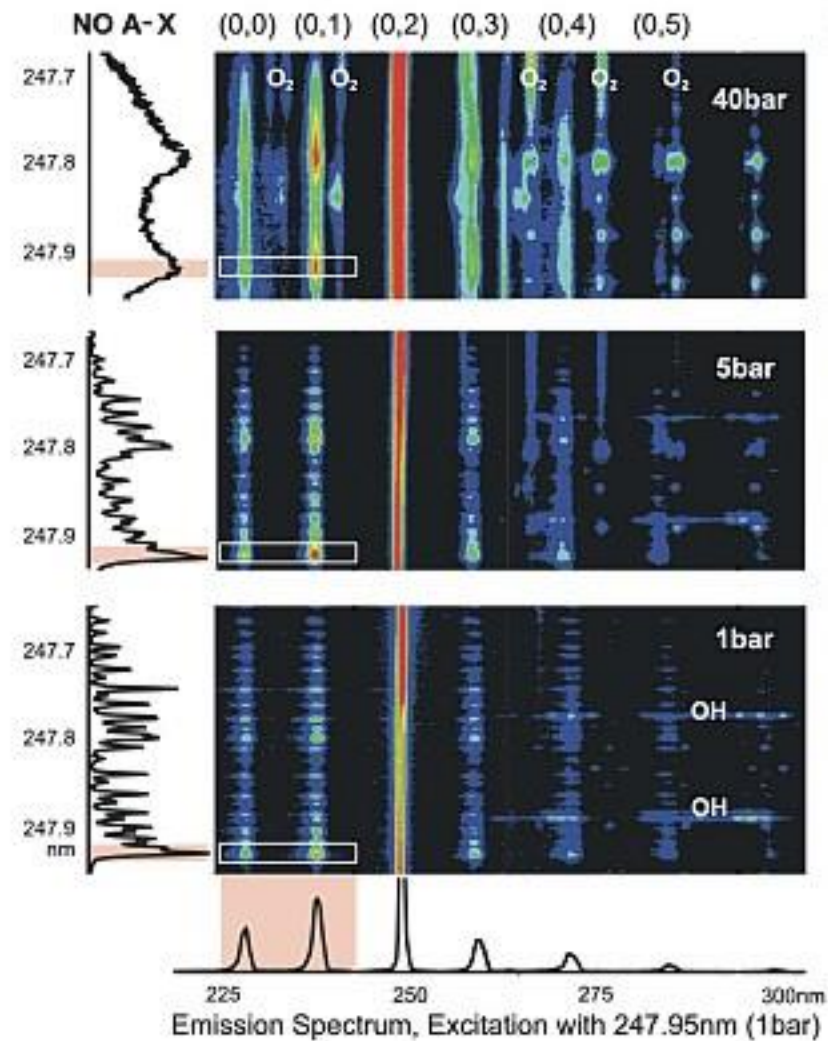 NO A-X (0,0) (0,1) (0,2) (0,3) (0,4) (0,5)
O₂ O₂ O₂ O₂ O₂
40bar
247.7
247.8
247.9
5bar
247.7
247.8
247.9
1bar
247.7
OH
247.8
OH
247.9
nm
225 250 275 300nm
Emission Spectrum, Excitation with 247.95nm (1bar)